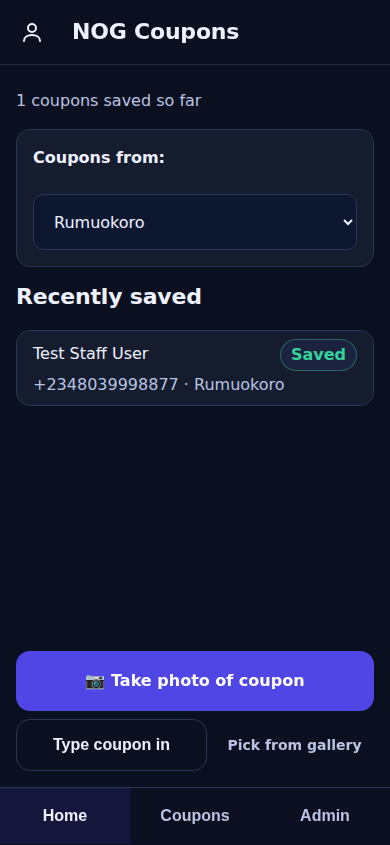 NOG Coupons
1 coupons saved so far
Coupons from:
Rumuokoro
Recently saved
Test Staff User
Saved
+2348039998877 · Rumuokoro
📷 Take photo of coupon
Type coupon in
Pick from gallery
Home
Coupons
Admin